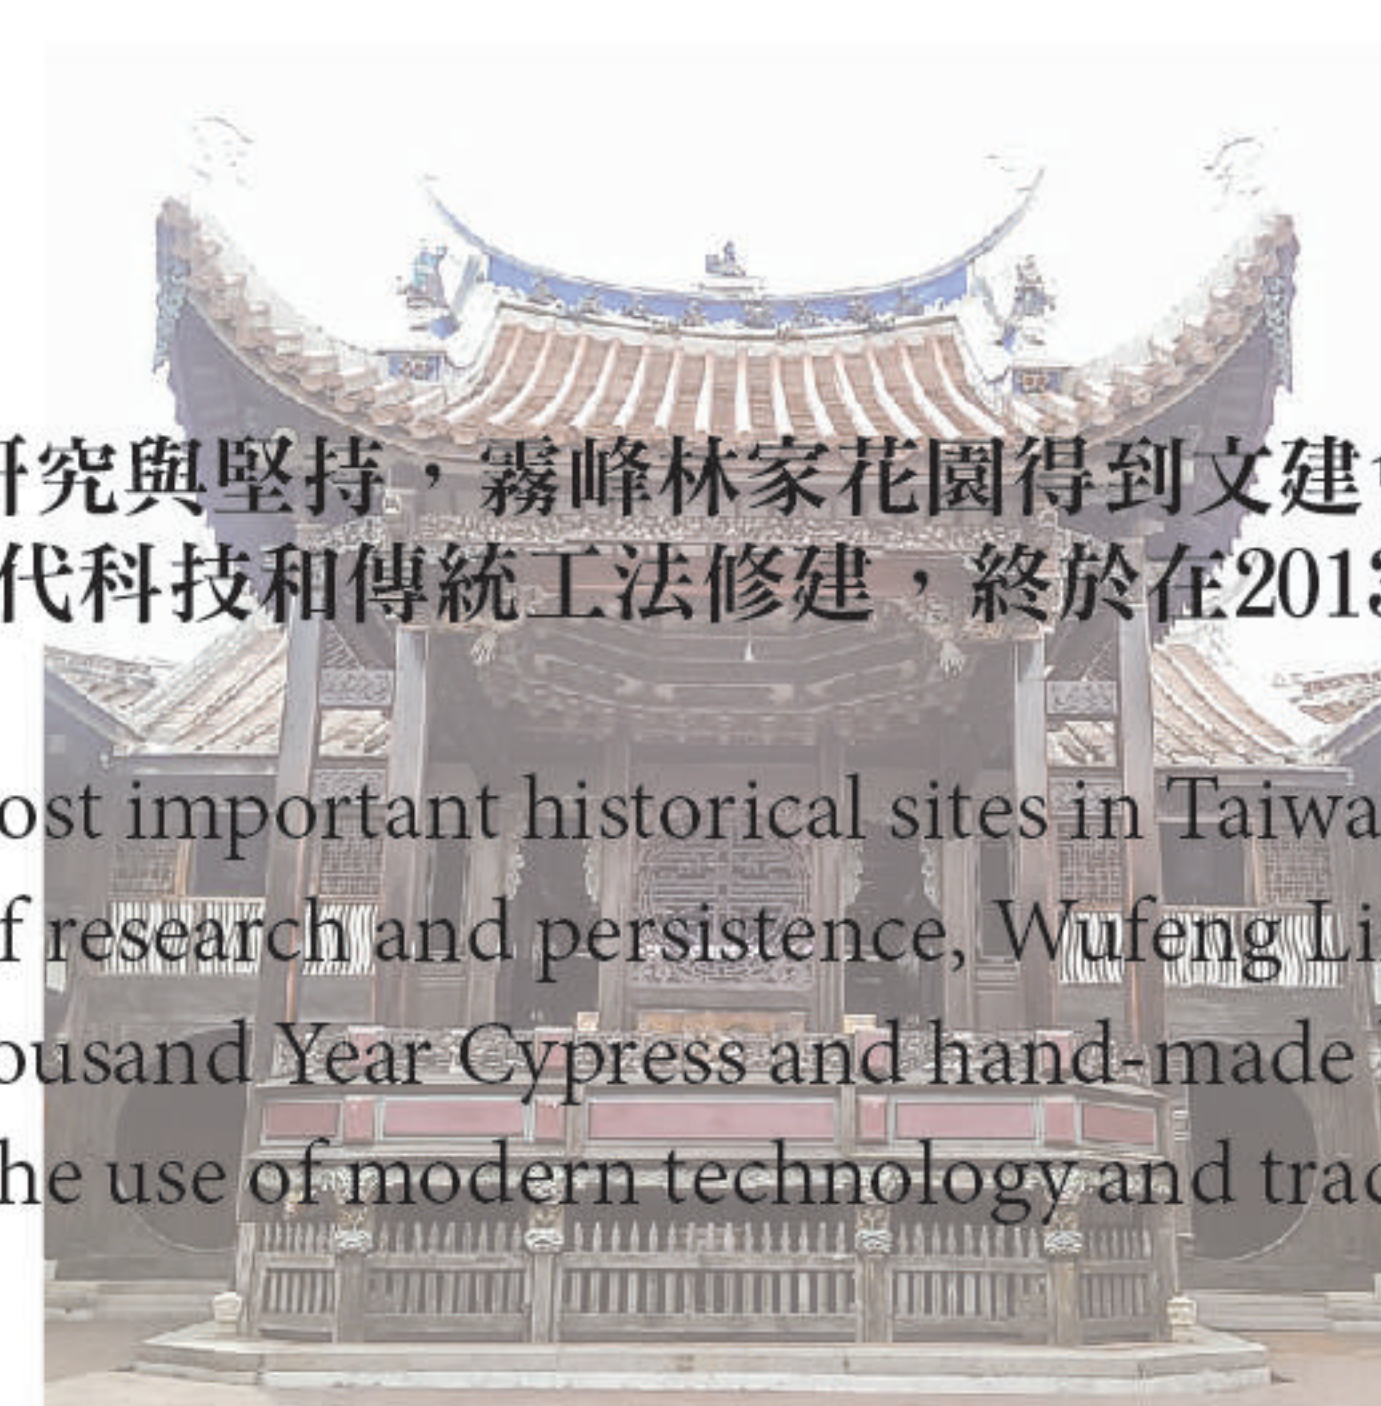 研究與堅持，霧峰林家花園得到文建
代科技和傳統工法修建，終於在2013
ost important historical sites in Taiwa
f research and persistence, Wufeng Li
ousand Year Cypress and hand-made
he use of modern technology and trad